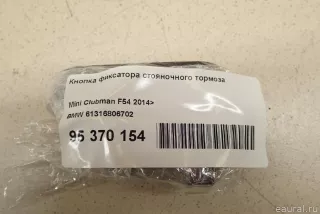 Кнопка фиксатора стояночного тормоза
Mini Clubman F54 2014>
BMW 61316806702
95 370 154
eaural.ru